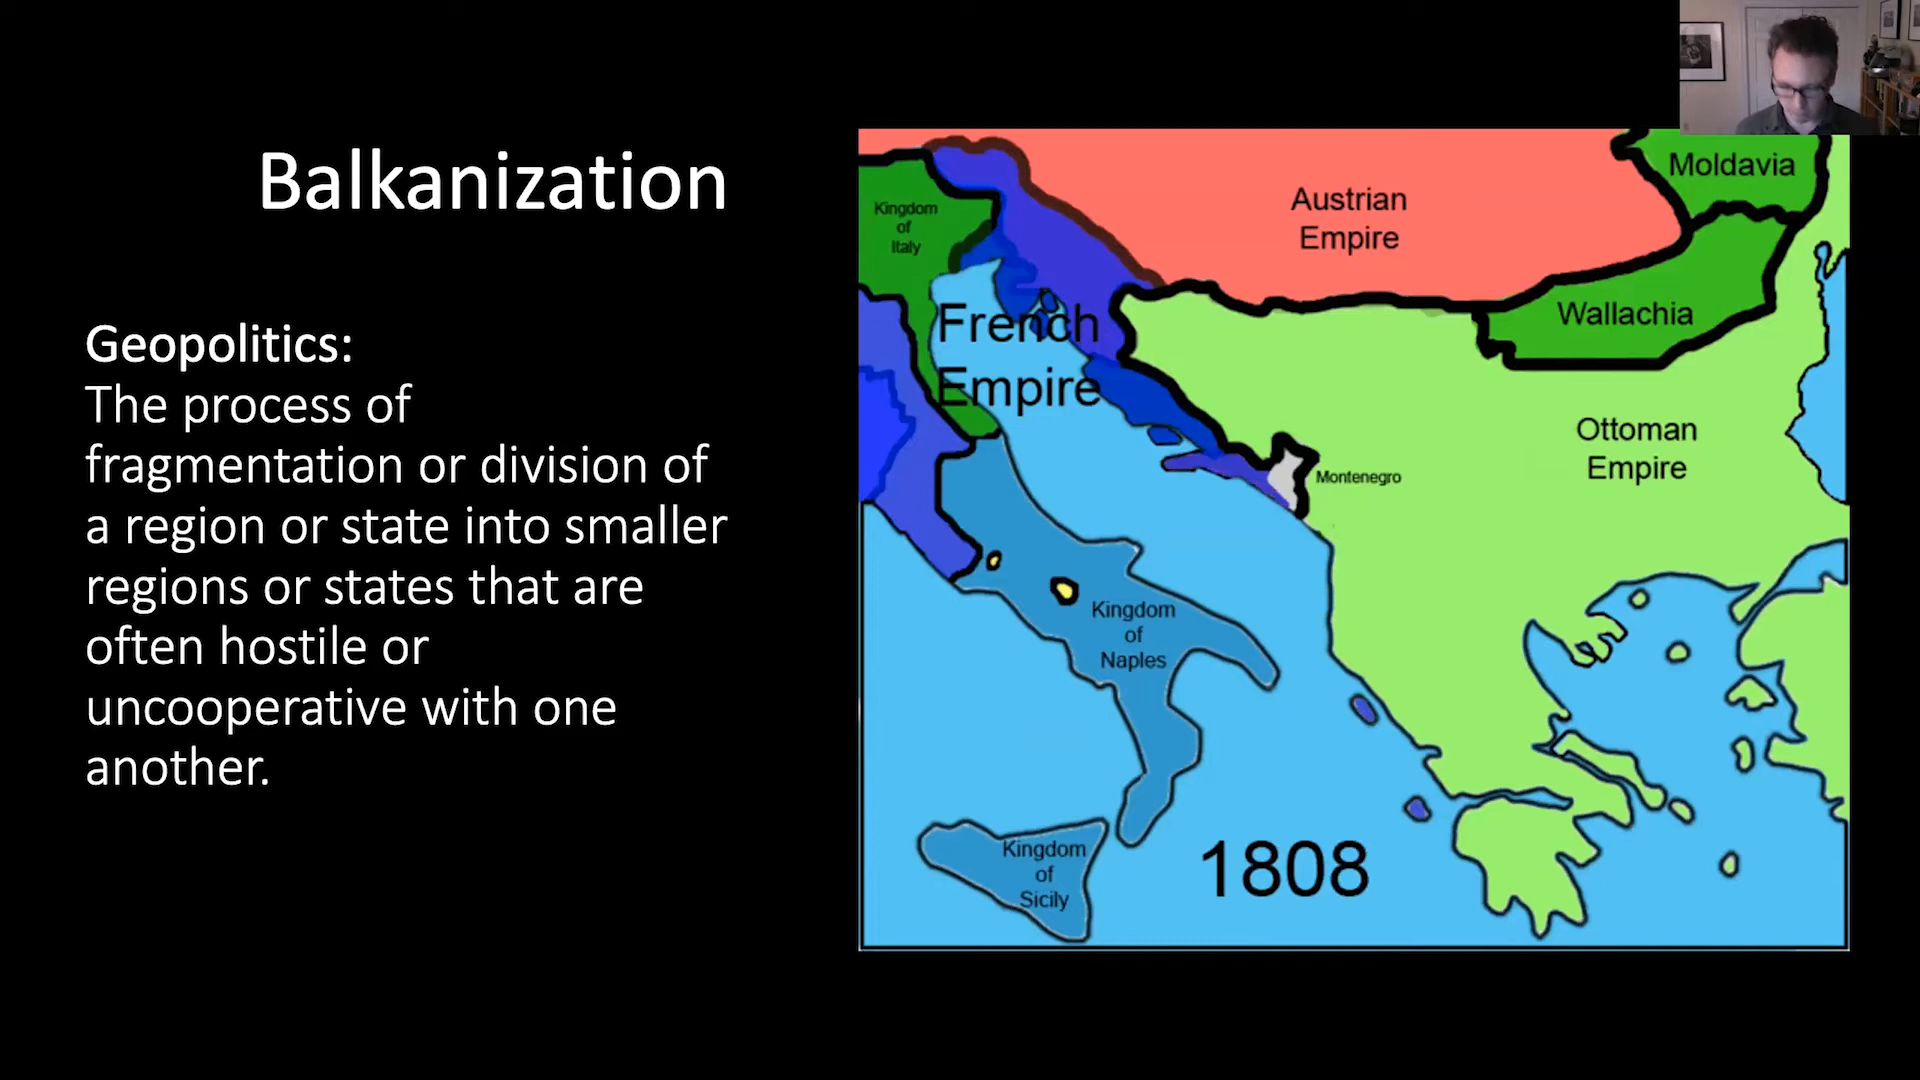 Balkanization
Geopolitics:
The process of
fragmentation or division of
a region or state into smaller
regions or states that are
often hostile or
uncooperative with one
another.
Moldavia
Austrian
Empire
Kingdom
of
Italy
Wallachia
French
Empire
Ottoman
Empire
Montenegro
Kingdom
of
Naples
Kingdom
of
Sicily
1808